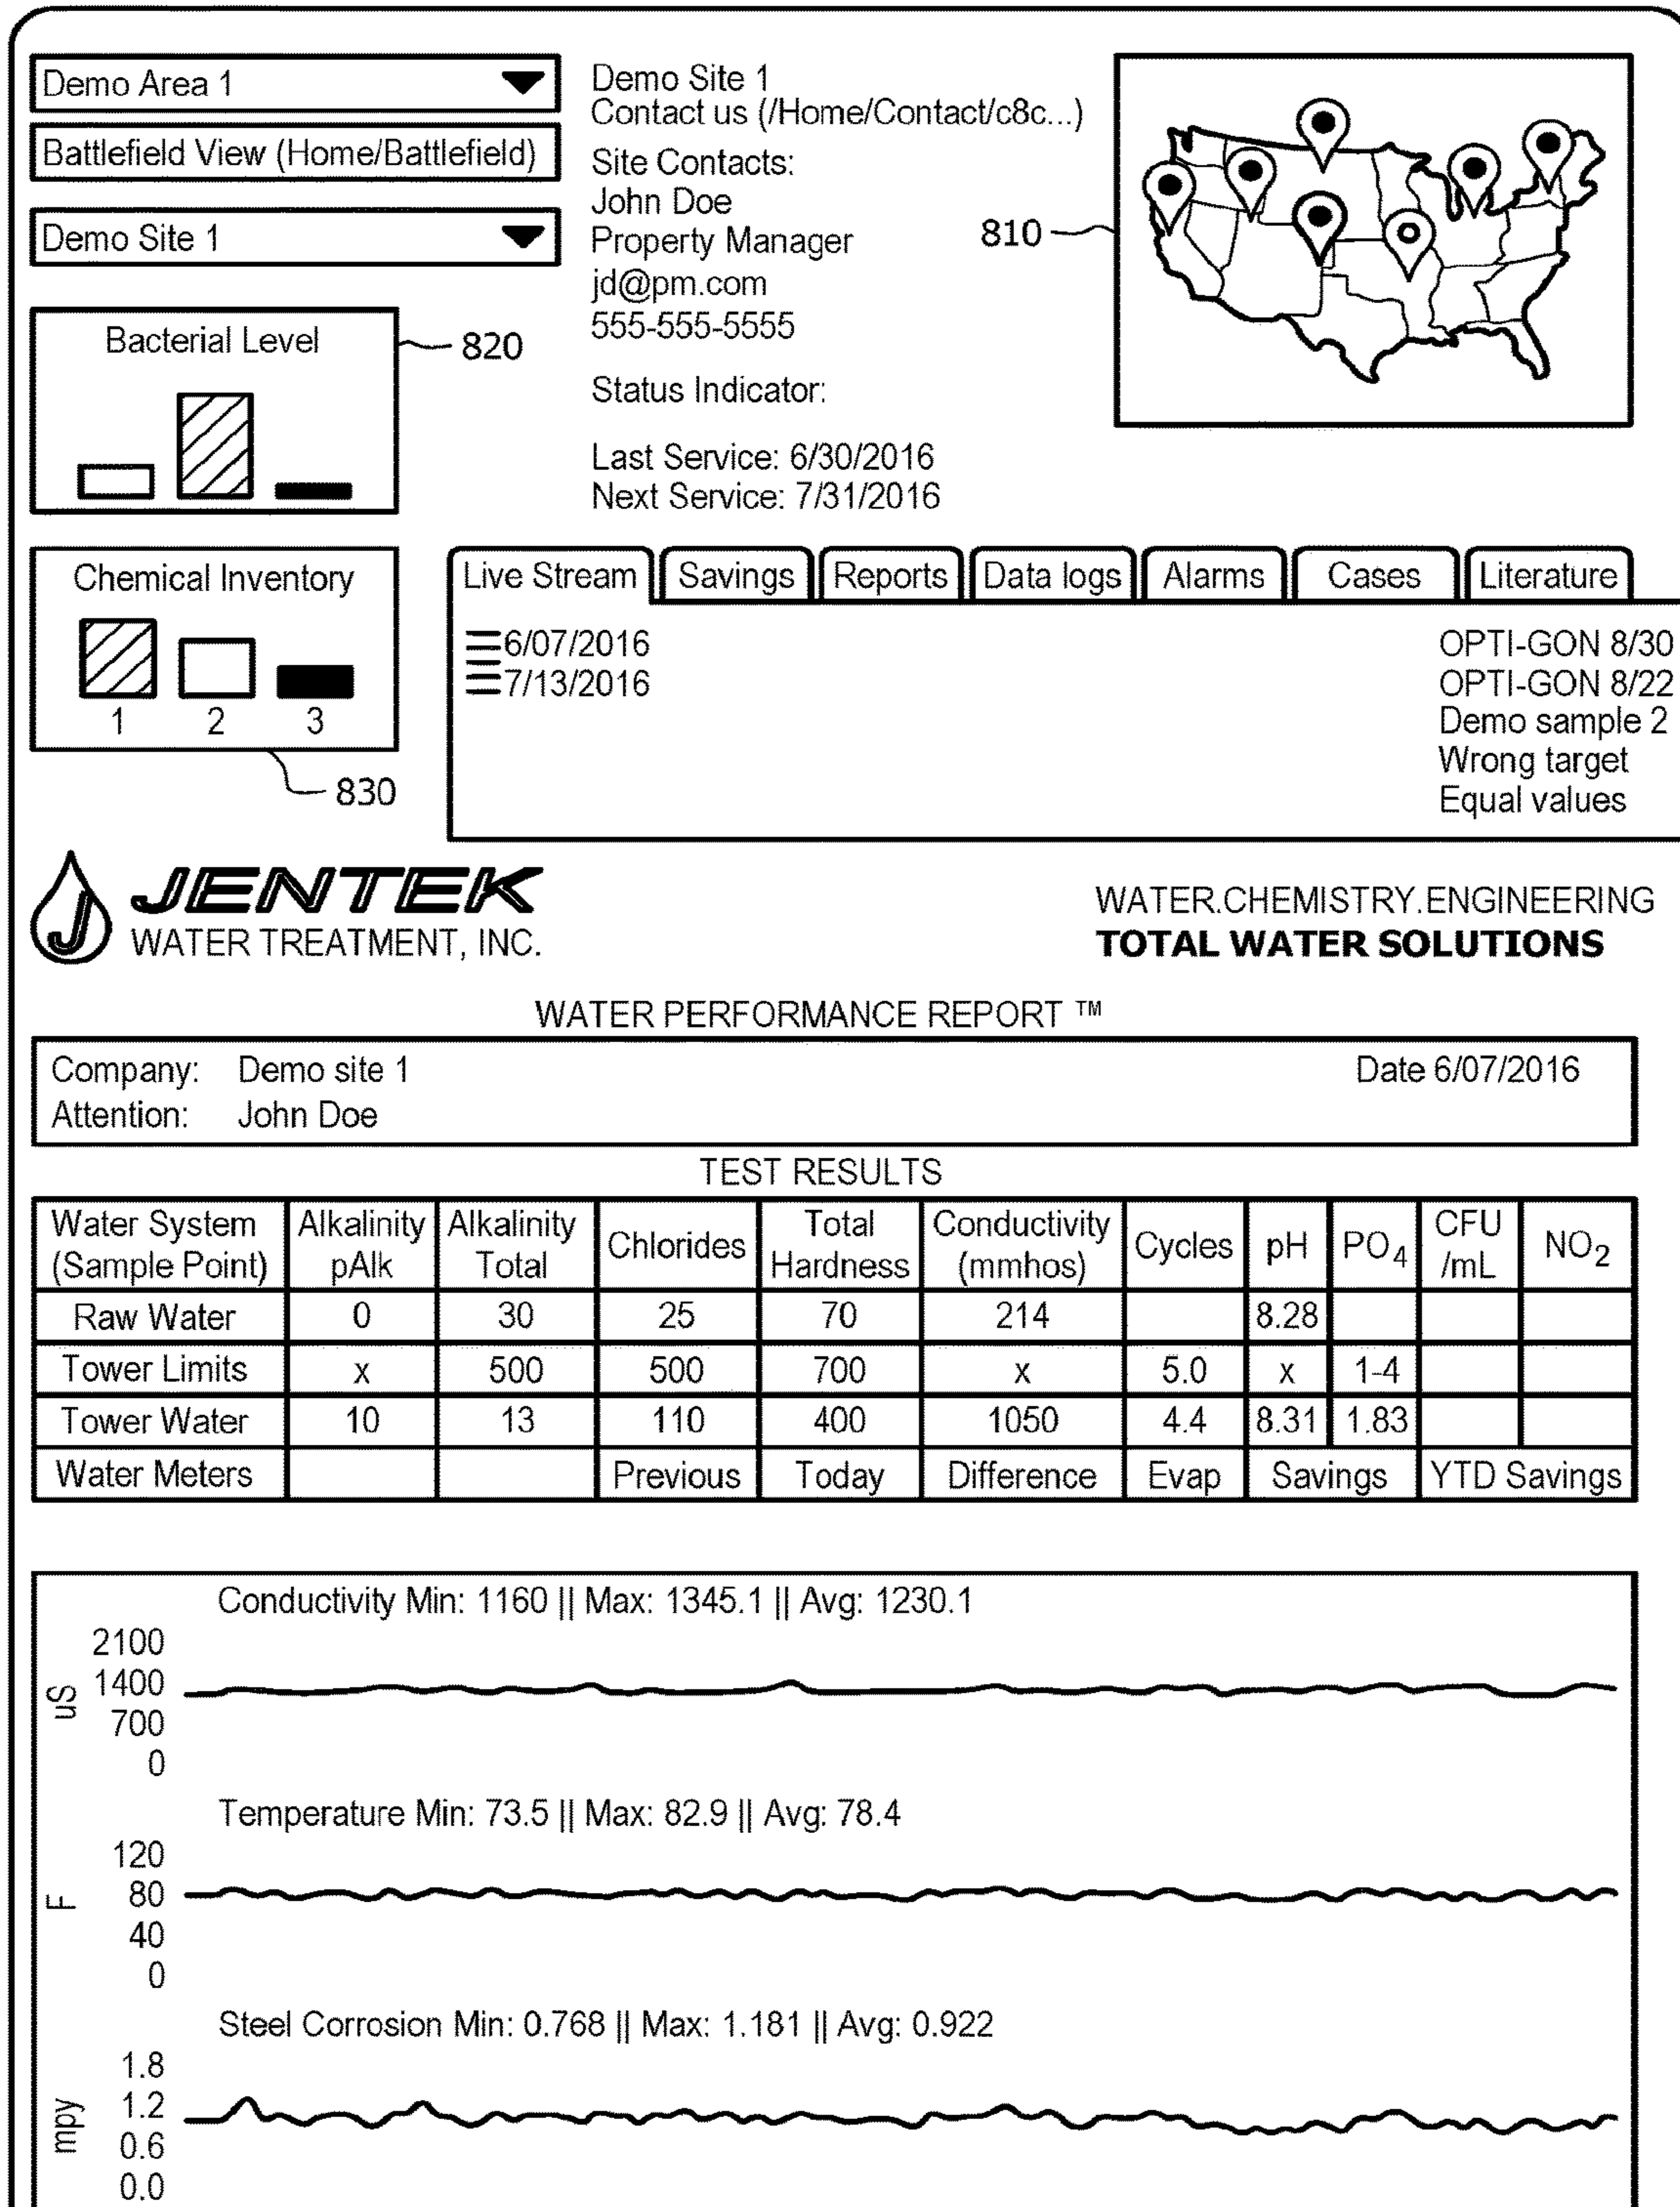 Demo Area 1
Battlefield View (Home/Battlefield)
Demo Site 1
Demo Site 1
Contact us (/Home/Contact/c8c...)
Site Contacts:
John Doe
Property Manager
jd@pm.com
555-555-5555
Status Indicator:
Last Service: 6/30/2016
Next Service: 7/31/2016
810
Bacterial Level
820
Chemical Inventory
1 2 3
830
Live Stream Savings Reports Data logs Alarms Cases Literature
6/07/2016
7/13/2016
OPTI-GON 8/30
OPTI-GON 8/22
Demo sample 2
Wrong target
Equal values
J JENTEK
WATER TREATMENT, INC.
WATER.CHEMISTRY.ENGINEERING
TOTAL WATER SOLUTIONS
WATER PERFORMANCE REPORT ™
Company: Demo site 1 Date 6/07/2016
Attention: John Doe
TEST RESULTS
Water System (Sample Point) Alkalinity pAlk Alkalinity Total Chlorides Total Hardness Conductivity (mmhos) Cycles pH PO4 CFU /mL NO2
Raw Water 0 30 25 70 214 8.28
Tower Limits x 500 500 700 x 5.0 x 1-4
Tower Water 10 13 110 400 1050 4.4 8.31 1.83
Water Meters Previous Today Difference Evap Savings YTD Savings
Conductivity Min: 1160 || Max: 1345.1 || Avg: 1230.1
uS
2100
1400
700
0
Temperature Min: 73.5 || Max: 82.9 || Avg: 78.4
F
120
80
40
0
Steel Corrosion Min: 0.768 || Max: 1.181 || Avg: 0.922
mpy
1.8
1.2
0.6
0.0